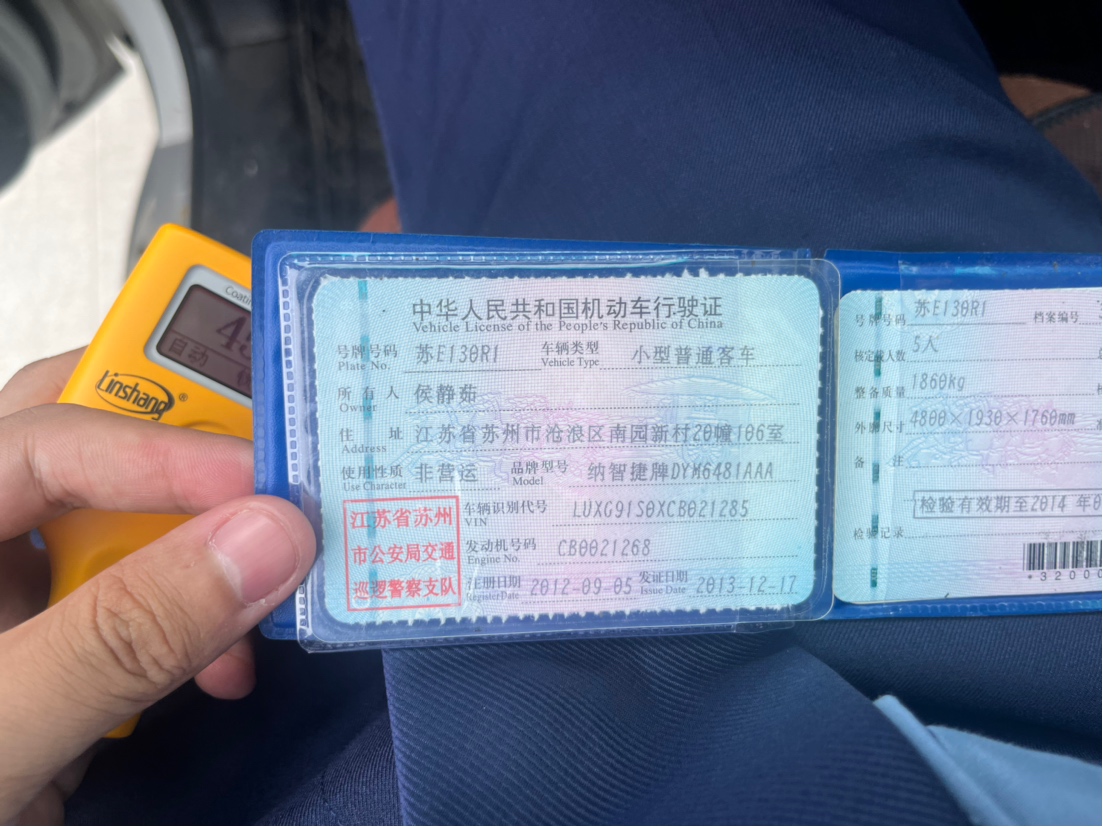 Linshang®
自动
中华人民共和国机动车行驶证
Vehicle License of the People's Republic of China
号牌号码 苏E130R1 车辆类型 小型普通客车
Plate No. Vehicle Type
所有人 侯静茹
Owner
住址 江苏省苏州市沧浪区南园新村20幢106室
Address
使用性质 非营运 品牌型号 纳智捷牌DYM6481AAA
Use Character Model
江苏省苏州
市公安局交通
巡逻警察支队
车辆识别代号 LUXG91S0XCB021285
VIN
发动机号码 CB0021268
Engine No.
注册日期 2012-09-05 发证日期 2013-12-17
Register Date Issue Date
号牌号码 苏E130R1 档案编号
核定载人数 5人
整备质量 1860kg
外廓尺寸 4800×1930×1760mm
备注
检验有效期至2014 年0
检验记录
*32000